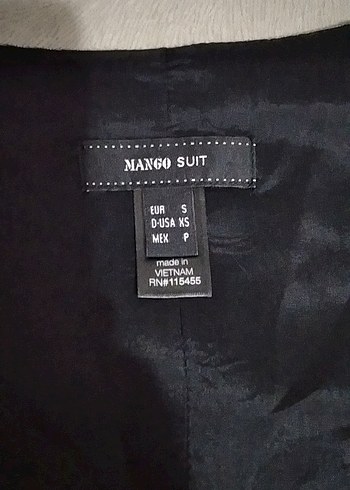 MANGO SUIT
EUR S
D-USA XS
MEX P
made in
VIETNAM
RN#115455